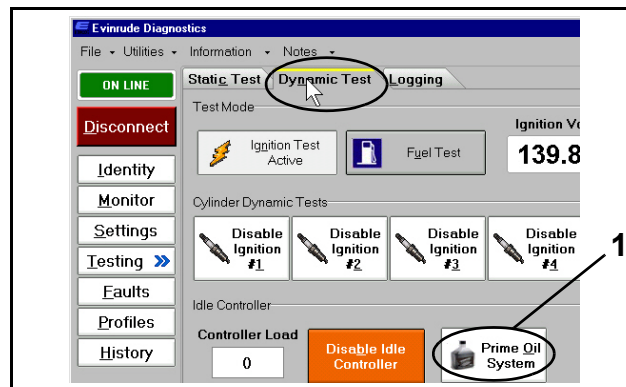 Evinrude Diagnostics
File Utilities Information Notes
ON LINE
Static Test Dynamic Test Logging
Disconnect
Test Mode
Ignition Test
Active
Fuel Test
139.8
Identity
Monitor
Settings
Testing
Faults
Profiles
History
Cylinder Dynamic Tests
Disable
Ignition
#1
Disable
Ignition
#2
Disable
Ignition
#3
Disable
Ignition
#4
1
Idle Controller
Controller Load
0
Disable Idle
Controller
Prime Oil
System